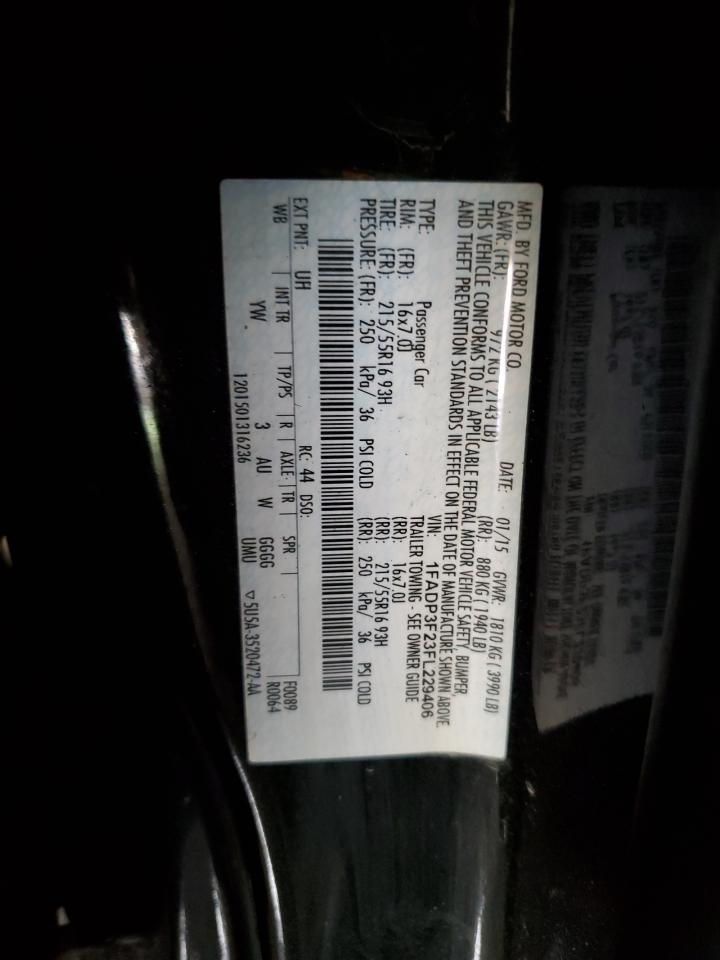 MFD. BY FORD MOTOR CO.
DATE: 01/15 GVWR: 1810 KG ( 3990 LB)
GAWR: (FR): 972 KG ( 2143 LB) (RR): 880 KG ( 1940 LB)
THIS VEHICLE CONFORMS TO ALL APPLICABLE FEDERAL MOTOR VEHICLE SAFETY, BUMPER,
AND THEFT PREVENTION STANDARDS IN EFFECT ON THE DATE OF MANUFACTURE SHOWN ABOVE.
VIN: 1FADP3F23FL229406
TYPE: Passenger Car TRAILER TOWING - SEE OWNER GUIDE
RIM: (FR): 16x7.0J (RR): 16x7.0J
TIRE: (FR): 215/55R16 93H (RR): 215/55R16 93H
PRESSURE: (FR): 250 kPa/ 36 PSI COLD (RR): 250 kPa/ 36 PSI COLD
EXT PNT: UH RC: 44 DSO: F0089
WB INT TR TP/PS R AXLE TR SPR R0064
YW 3 AU W GGGG
1201501316236 UMU ▽5USA-3520472-AA